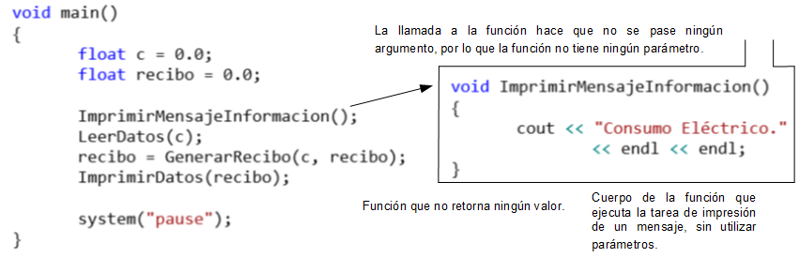 void main()
{
float c = 0.0;
float recibo = 0.0;
ImprimirMensajeInformacion();
LeerDatos(c);
recibo = GenerarRecibo(c, recibo);
ImprimirDatos(recibo);
system("pause");
}
La llamada a la función hace que no se pase ningún
argumento, por lo que la función no tiene ningún parámetro.
void ImprimirMensajeInformacion()
{
cout << "Consumo Eléctrico."
<< endl << endl;
}
Función que no retorna ningún valor.
Cuerpo de la función que
ejecuta la tarea de impresión
de un mensaje, sin utilizar
parámetros.